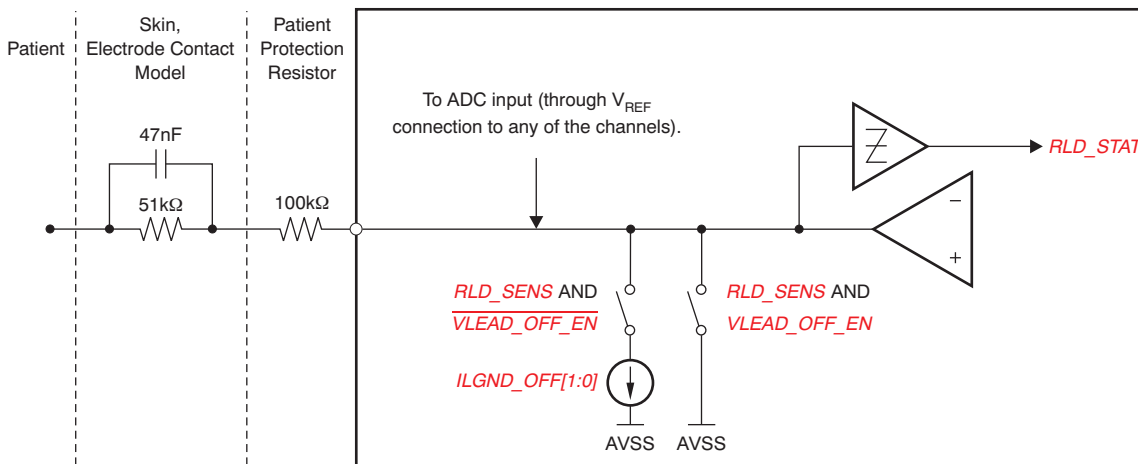 Patient
Skin,
Electrode Contact
Model
Patient
Protection
Resistor
To ADC input (through VREF
connection to any of the channels).
47nF
51kΩ
100kΩ
RLD_STAT
−
+
RLD_SENS AND
VLEAD_OFF_EN
RLD_SENS AND
VLEAD_OFF_EN
ILGND_OFF[1:0]
AVSS
AVSS